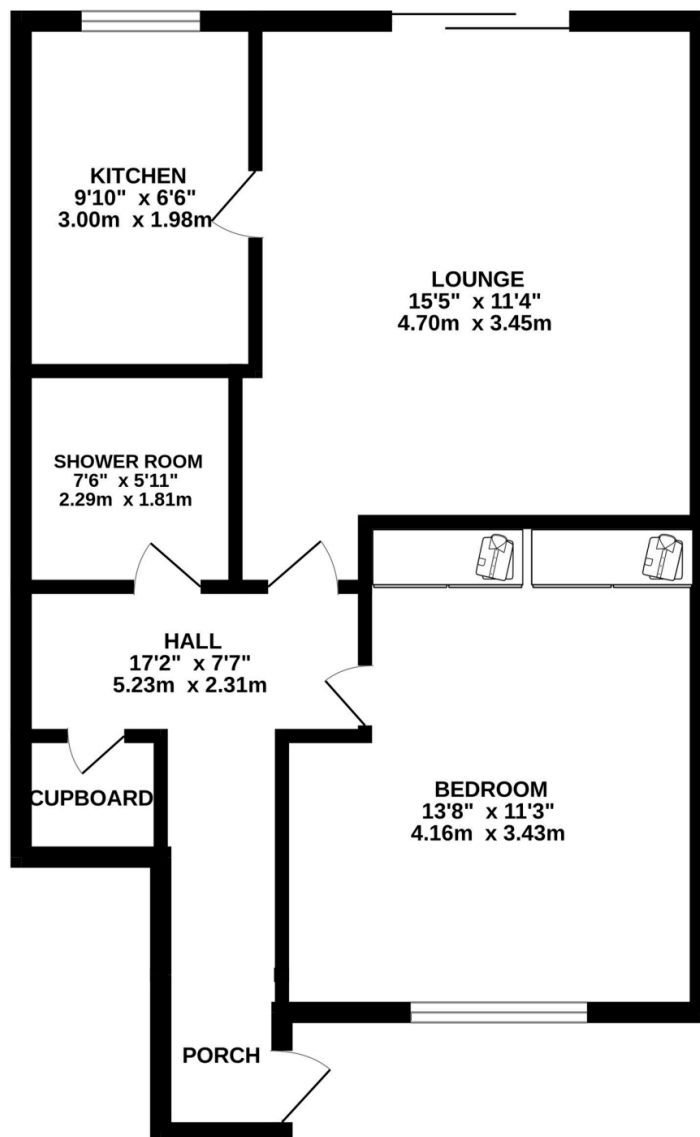 KITCHEN
9'10" x 6'6"
3.00m x 1.98m
LOUNGE
15'5" x 11'4"
4.70m x 3.45m
SHOWER ROOM
7'6" x 5'11"
2.29m x 1.81m
HALL
17'2" x 7'7"
5.23m x 2.31m
CUPBOARD
BEDROOM
13'8" x 11'3"
4.16m x 3.43m
PORCH